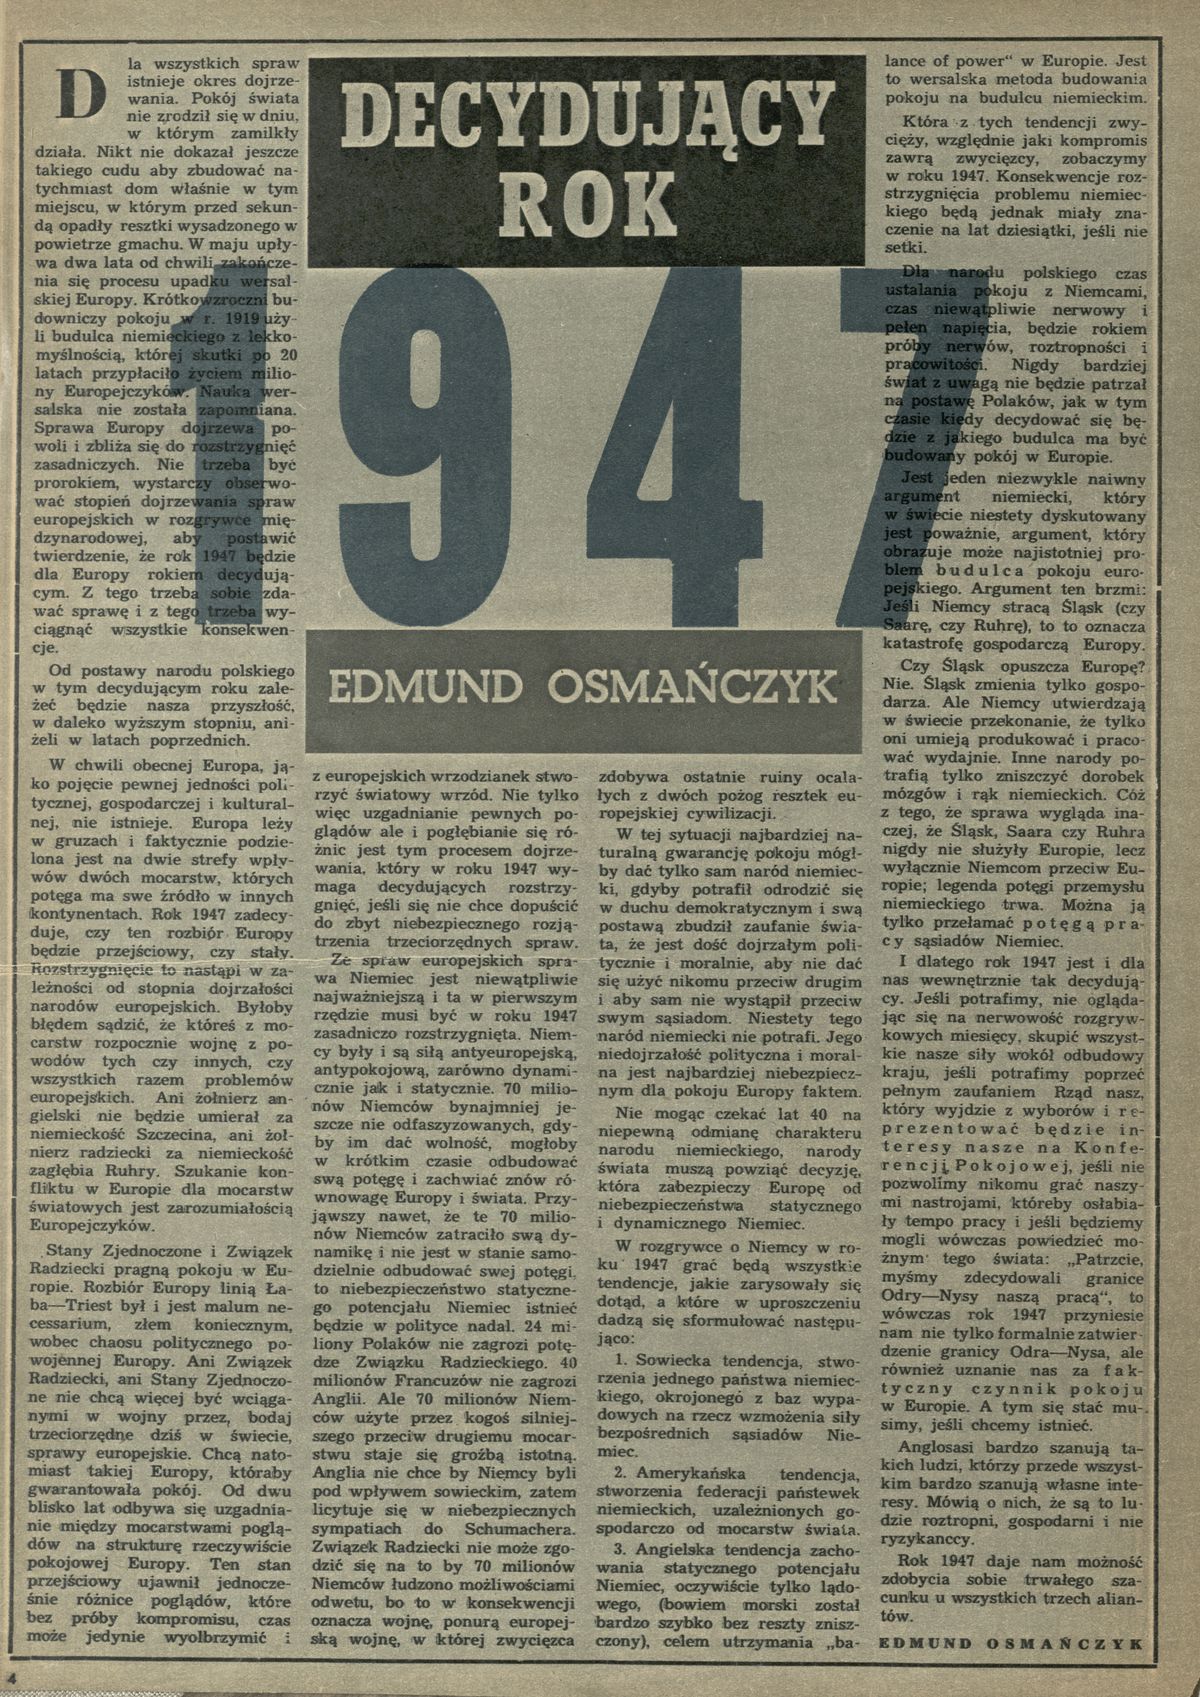 DECYDUJĄCY
ROK
1947
EDMUND OSMAŃCZYK
Dla wszystkich spraw
istnieje okres dojrze-
wania. Pokój świata
nie zrodził się w dniu,
w którym zamilkły
działa. Nikt nie dokazał jeszcze
takiego cudu aby zbudować na-
tychmiast dom właśnie w tym
miejscu, w którym przed sekun-
dą opadły resztki wysadzonego w
powietrze gmachu. W maju upły-
wa dwa lata od chwili zakończe-
nia się procesu upadku wersal-
skiej Europy. Krótkowzroczni bu-
downiczy pokoju w r. 1919 uży-
li budulca niemieckiego z lekko-
myślnością, której skutki po 20
latach przypłaciło życiem milio-
ny Europejczyków. Nauka wer-
salska nie została zapomniana.
Sprawa Europy dojrzewa po-
woli i zbliża się do rozstrzygnięć
zasadniczych. Nie trzeba być
prorokiem, wystarczy obserwo-
wać stopień dojrzewania spraw
europejskich w rozgrywce mię-
dzynarodowej, aby postawić
twierdzenie, że rok 1947 będzie
dla Europy rokiem decydują-
cym. Z tego trzeba sobie zda-
wać sprawę i z tego trzeba wy-
ciągnąć wszystkie konsekwen-
cje.
Od postawy narodu polskiego
w tym decydującym roku zale-
żeć będzie nasza przyszłość,
w daleko wyższym stopniu, ani-
żeli w latach poprzednich.
W chwili obecnej Europa, ja-
ko pojęcie pewnej jedności poli-
tycznej, gospodarczej i kultural-
nej, nie istnieje. Europa leży
w gruzach i faktycznie podzie-
lona jest na dwie strefy wpły-
wów dwóch mocarstw, których
potęga ma swe źródło w innych
kontynentach. Rok 1947 zadecy-
duje, czy ten rozbiór Europy
będzie przejściowy, czy stały.
Rozstrzygnięcie to nastąpi w za-
leżności od stopnia dojrzałości
narodów europejskich. Byłoby
błędem sądzić, że któreś z mo-
carstw rozpocznie wojnę z po-
wodów tych czy innych, czy
wszystkich razem problemów
europejskich. Ani żołnierz an-
gielski nie będzie umierał za
niemieckość Szczecina, ani żoł-
nierz radziecki za niemieckość
zagłębia Ruhry. Szukanie kon-
fliktu w Europie dla mocarstw
światowych jest zarozumiałością
Europejczyków.
Stany Zjednoczone i Związek
Radziecki pragną pokoju w Eu-
ropie. Rozbiór Europy linią Ła-
ba—Triest był i jest malum ne-
cessarium, złem koniecznym,
wobec chaosu politycznego po-
wojennej Europy. Ani Związek
Radziecki, ani Stany Zjednoczo-
ne nie chcą więcej być wciąga-
nymi w wojny przez, bodaj
trzeciorzędne dziś w świecie,
sprawy europejskie. Chcą nato-
miast takiej Europy, któraby
gwarantowała pokój. Od dwu
blisko lat odbywa się uzgadnia-
nie między mocarstwami poglą-
dów na strukturę rzeczywiście
pokojowej Europy. Ten stan
przejściowy ujawnił jednocze-
śnie różnice poglądów, które
bez próby kompromisu, czas
może jedynie wyolbrzymić i
z europejskich wrzodzianek stwo-
rzyć światowy wrzód. Nie tylko
więc uzgadnianie pewnych po-
glądów ale i pogłębianie się ró-
żnic jest tym procesem dojrze-
wania, który w roku 1947 wy-
maga decydujących rozstrzy-
gnięć, jeśli się nie chce dopuścić
do zbyt niebezpiecznego rozją-
trzenia trzeciorzędnych spraw.
Ze spraw europejskich spra-
wa Niemiec jest niewątpliwie
najważniejszą i ta w pierwszym
rzędzie musi być w roku 1947
zasadniczo rozstrzygnięta. Niem-
cy były i są siłą antyeuropejską,
antypokojową, zarówno dynami-
cznie jak i statycznie. 70 milio-
nów Niemców bynajmniej je-
szcze nie odfaszyzowanych, gdy-
by im dać wolność, mogłoby
w krótkim czasie odbudować
swą potęgę i zachwiać znów ró-
wnowagę Europy i świata. Przy-
jąwszy nawet, że te 70 milio-
nów Niemców zatraciło swą dy-
namikę i nie jest w stanie samo-
dzielnie odbudować swej potęgi,
to niebezpieczeństwo statyczne-
go potencjału Niemiec istnieć
będzie w polityce nadal. 24 mi-
liony Polaków nie zagrozi potę-
dze Związku Radzieckiego. 40
milionów Francuzów nie zagrozi
Anglii. Ale 70 milionów Niem-
ców użyte przez kogoś silniej-
szego przeciw drugiemu mocar-
stwu staje się groźbą istotną.
Anglia nie chce by Niemcy byli
pod wpływem sowieckim, zatem
licytuje się w niebezpiecznych
sympatiach do Schumachera.
Związek Radziecki nie może zgo-
dzić się na to by 70 milionów
Niemców łudzono możliwościami
odwetu, bo to w konsekwencji
oznacza wojnę, ponurą europej-
ską wojnę, w której zwycięzca
zdobywa ostatnie ruiny ocala-
łych z dwóch pożog resztek eu-
ropejskiej cywilizacji.
W tej sytuacji najbardziej na-
turalną gwarancję pokoju mógł-
by dać tylko sam naród niemiec-
ki, gdyby potrafił odrodzić się
w duchu demokratycznym i swą
postawą zbudził zaufanie świa-
ta, że jest dość dojrzałym poli-
tycznie i moralnie, aby nie dać
się użyć nikomu przeciw drugim
i aby sam nie wystąpił przeciw
swym sąsiadom. Niestety tego
naród niemiecki nie potrafi. Jego
niedojrzałość polityczna i moral-
na jest najbardziej niebezpiecz-
nym dla pokoju Europy faktem.
Nie mogąc czekać lat 40 na
niepewną odmianę charakteru
narodu niemieckiego, narody
świata muszą powziąć decyzję,
która zabezpieczy Europę od
niebezpieczeństwa statycznego
i dynamicznego Niemiec.
W rozgrywce o Niemcy w ro-
ku 1947 grać będą wszystkie
tendencje, jakie zarysowały się
dotąd, a które w uproszczeniu
dadzą się sformułować następu-
jąco:
1. Sowiecka tendencja, stwo-
rzenia jednego państwa niemiec-
kiego, okrojonego z baz wypa-
dowych na rzecz wzmożenia siły
bezpośrednich sąsiadów Nie-
miec.
2. Amerykańska tendencja,
stworzenia federacji państewek
niemieckich, uzależnionych go-
spodarczo od mocarstw świata.
3. Angielska tendencja zacho-
wania statycznego potencjału
Niemiec, oczywiście tylko lądo-
wego, (bowiem morski został
bardzo szybko bez reszty znisz-
czony), celem utrzymania „ba-
lance of power“ w Europie. Jest
to wersalska metoda budowania
pokoju na budulcu niemieckim.
Która z tych tendencji zwy-
cięży, względnie jaki kompromis
zawrą zwycięzcy, zobaczymy
w roku 1947. Konsekwencje roz-
strzygnięcia problemu niemiec-
kiego będą jednak miały zna-
czenie na lat dziesiątki, jeśli nie
setki.
Dla narodu polskiego czas
ustalania pokoju z Niemcami,
czas niewątpliwie nerwowy i
pełen napięcia, będzie rokiem
próby nerwów, roztropności i
pracowitości. Nigdy bardziej
świat z uwagą nie będzie patrzał
na postawę Polaków, jak w tym
czasie kiedy decydować się bę-
dzie z jakiego budulca ma być
budowany pokój w Europie.
Jest jeden niezwykle naiwny
argument niemiecki, który
w świecie niestety dyskutowany
jest poważnie, argument, który
obrazuje może najistotniej pro-
blem budulca pokoju euro-
pejskiego. Argument ten brzmi:
Jeśli Niemcy stracą Śląsk (czy
Saarę, czy Ruhrę), to to oznacza
katastrofę gospodarczą Europy.
Czy Śląsk opuszcza Europę?
Nie. Śląsk zmienia tylko gospo-
darza. Ale Niemcy utwierdzają
w świecie przekonanie, że tylko
oni umieją produkować i praco-
wać wydajnie. Inne narody po-
trafią tylko zniszczyć dorobek
mózgów i rąk niemieckich. Cóż
z tego, że sprawa wygląda ina-
czej, że Śląsk, Saara czy Ruhra
nigdy nie służyły Europie, lecz
wyłącznie Niemcom przeciw Eu-
ropie; legenda potęgi przemysłu
niemieckiego trwa. Można ją
tylko przełamać potęgą pra-
cy sąsiadów Niemiec.
I dlatego rok 1947 jest i dla
nas wewnętrznie tak decydują-
cy. Jeśli potrafimy, nie ogląda-
jąc się na nerwowość rozgryw-
kowych miesięcy, skupić wszyst-
kie nasze siły wokół odbudowy
kraju, jeśli potrafimy poprzeć
pełnym zaufaniem Rząd nasz,
który wyjdzie z wyborów i re-
prezentować będzie in-
teresy nasze na Konfe-
rencji Pokojowej, jeśli nie
pozwolimy nikomu grać naszy-
mi nastrojami, któreby osłabia-
ły tempo pracy i jeśli będziemy
mogli wówczas powiedzieć mo-
żnym tego świata: „Patrzcie,
myśmy zdecydowali granice
Odry—Nysy naszą pracą“, to
wówczas rok 1947 przyniesie
nam nie tylko formalnie zatwier-
dzenie granicy Odra—Nysa, ale
również uznanie nas za fak-
tyczny czynnik pokoju
w Europie. A tym się stać mu-
simy, jeśli chcemy istnieć.
Anglosasi bardzo szanują ta-
kich ludzi, którzy przede wszyst-
kim bardzo szanują własne inte-
resy. Mówią o nich, że są to lu-
dzie roztropni, gospodarni i nie
ryzykanccy.
Rok 1947 daje nam możność
zdobycia sobie trwałego sza-
cunku u wszystkich trzech alian-
tów.
EDMUND OSMAŃCZYK
4